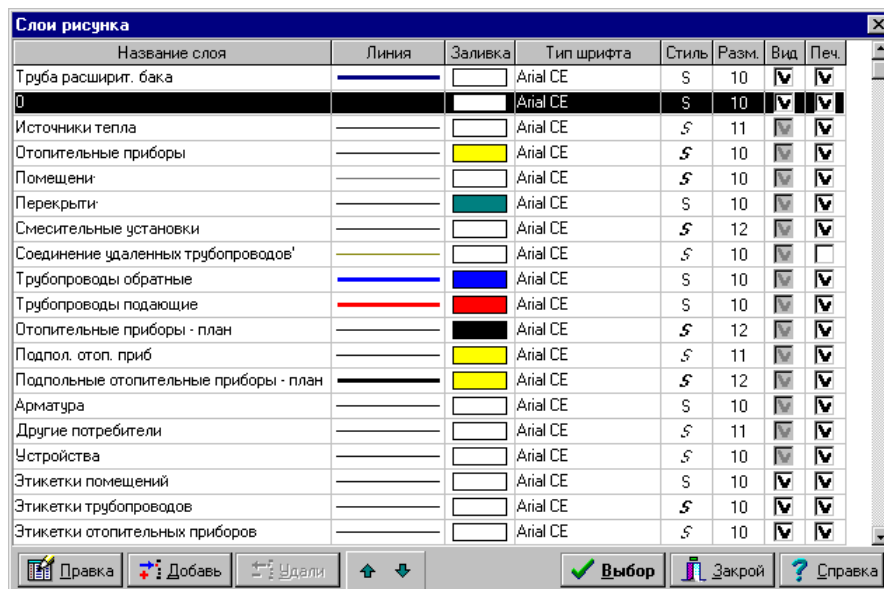 Слои рисунка
Название слоя Линия Заливка Тип шрифта Стиль Разм. Вид Печ.
Труба расширит. бака Arial CE S 10
0 Arial CE S 10
Источники тепла Arial CE S 11
Отопительные приборы Arial CE S 10
Помещени· Arial CE S 10
Перекрыти· Arial CE S 10
Смесительные установки Arial CE S 12
Соединение удаленных трубопроводов' Arial CE S 10
Трубопроводы обратные Arial CE S 10
Трубопроводы подающие Arial CE S 10
Отопительные приборы - план Arial CE S 12
Подпол. отоп. приб Arial CE S 11
Подпольные отопительные приборы - план Arial CE S 12
Арматура Arial CE S 10
Другие потребители Arial CE S 11
Устройства Arial CE S 10
Этикетки помещений Arial CE S 10
Этикетки трубопроводов Arial CE S 10
Этикетки отопительных приборов Arial CE S 10
Правка Добавь Удали Выбор Закрой Справка